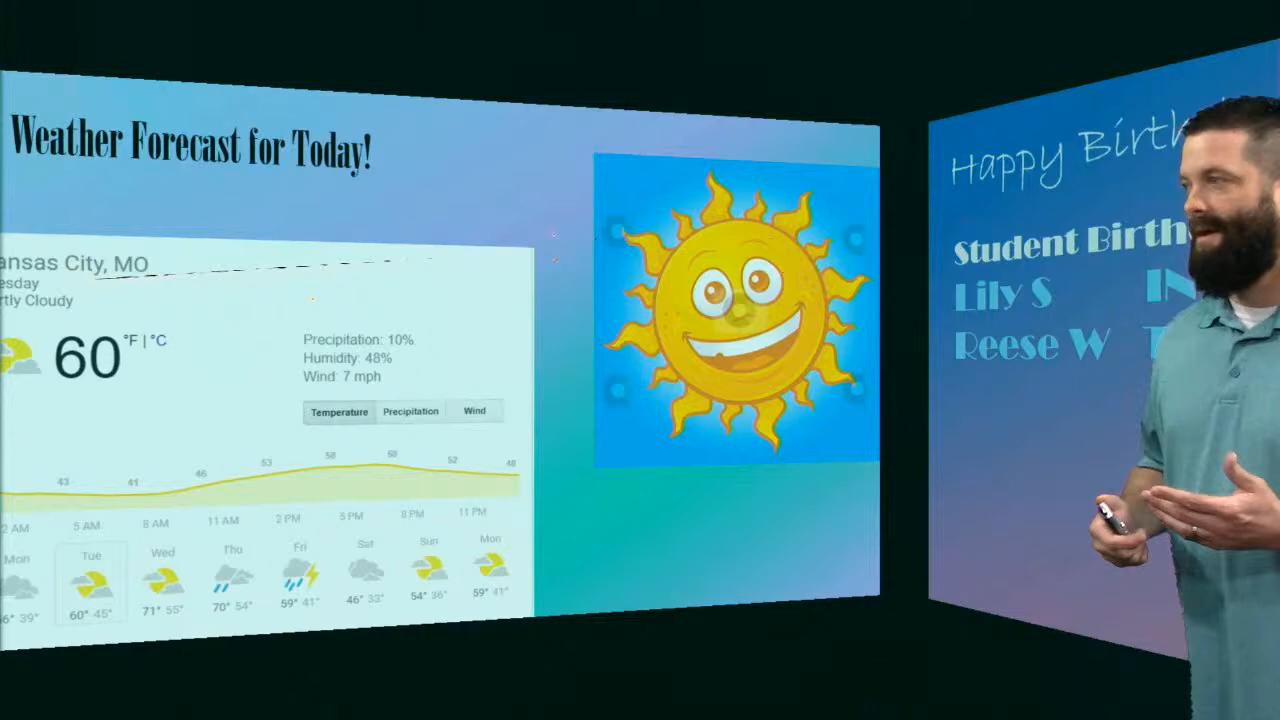 Weather Forecast for Today!
ansas City, MO
esday
rtly Cloudy
60 °F | °C
Precipitation: 10%
Humidity: 48%
Wind: 7 mph
Temperature Precipitation Wind
43 41 46 53 58 60 52 48
2 AM 5 AM 8 AM 11 AM 2 PM 5 PM 8 PM 11 PM
Mon Tue Wed Thu Fri Sat Sun Mon
6° 39° 60° 45° 71° 55° 70° 54° 59° 41° 46° 33° 54° 36° 59° 41°
Happy Birth
Student Birth
Lily S IN
Reese W T